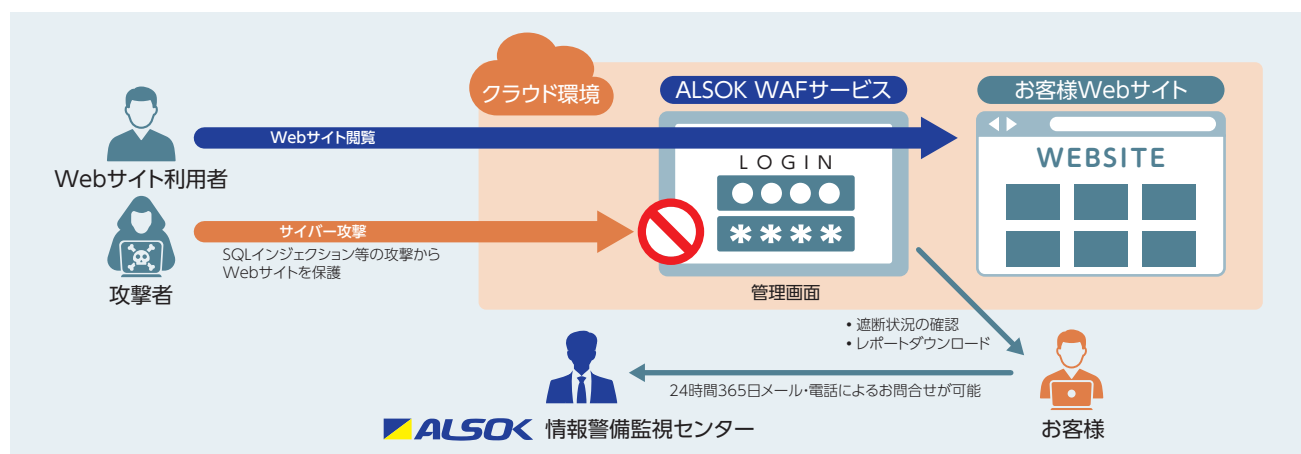 クラウド環境
ALSOK WAFサービス
お客様Webサイト
Webサイト閲覧
Webサイト利用者
LOGIN
****
WEBSITE
サイバー攻撃
SQLインジェクション等の攻撃から
Webサイトを保護
攻撃者
管理画面
•遮断状況の確認
•レポートダウンロード
24時間365日メール・電話によるお問合せが可能
ALSOK 情報警備監視センター
お客様